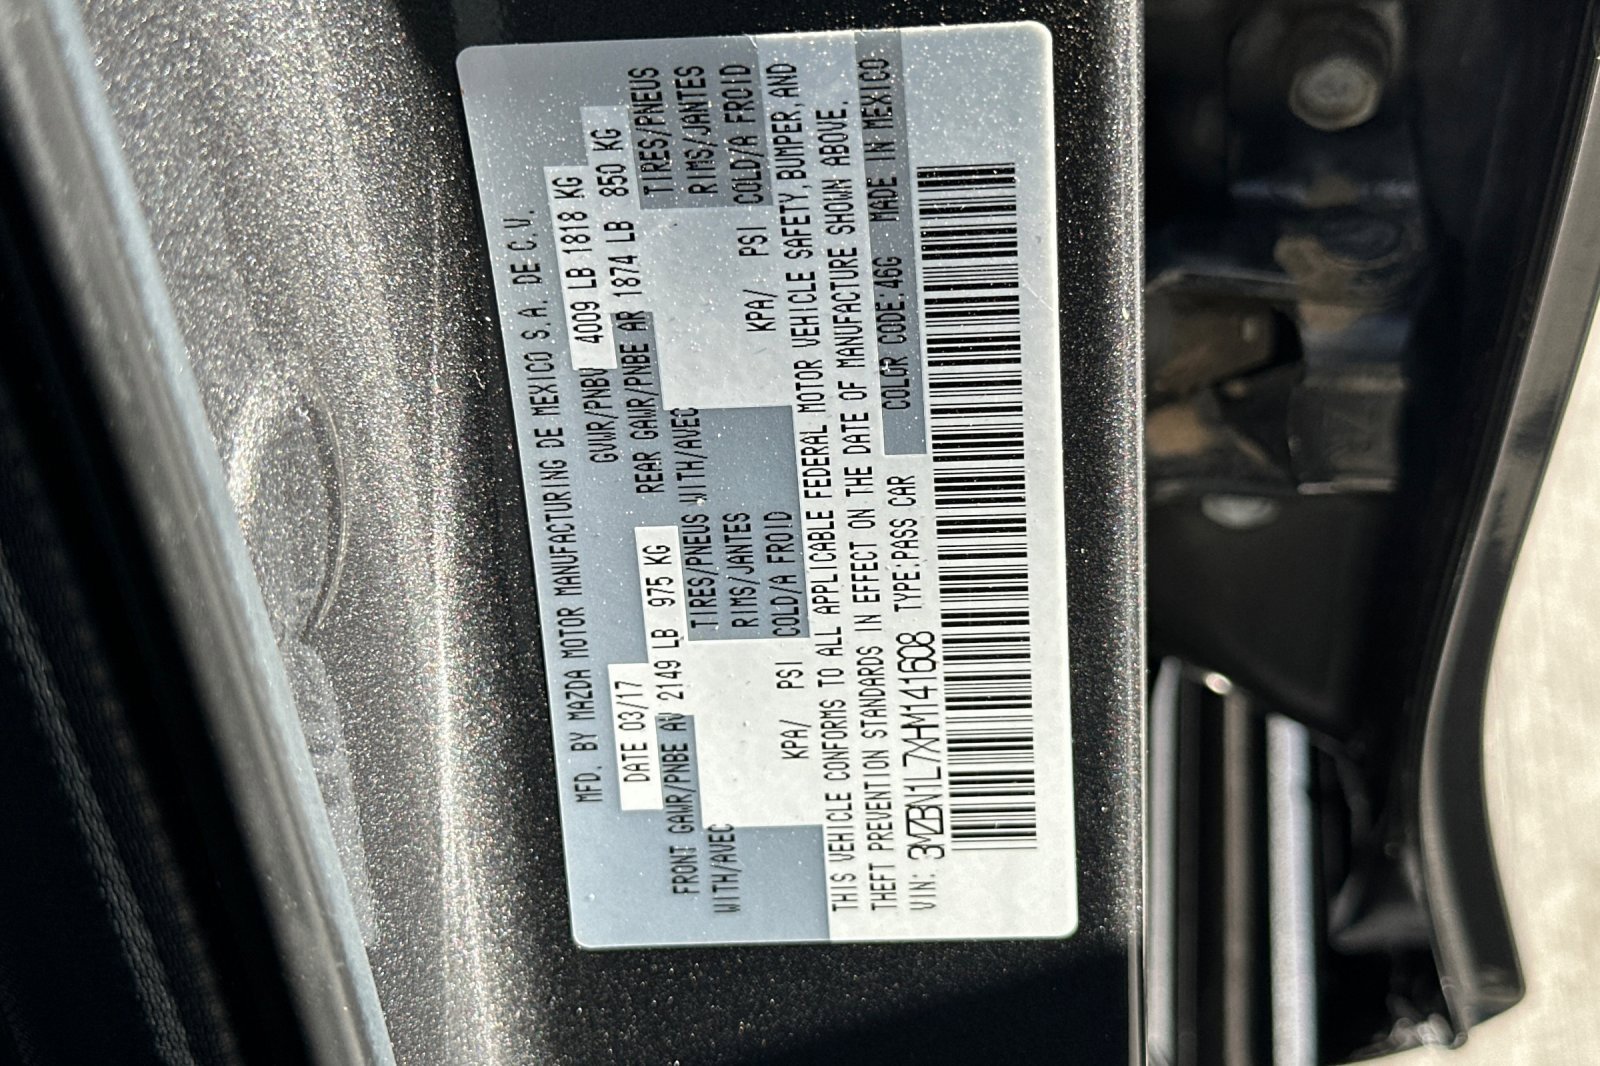 MFD. BY MAZDA MOTOR MANUFACTURING DE MEXICO S.A. DE C.V.
DATE 03/17 GVWR/PNBV 4009 LB 1818 KG
FRONT GAWR/PNBE AV 2149 LB 975 KG REAR GAWR/PNBE AR 1874 LB 850 KG
WITH/AVEC TIRES/PNEUS WITH/AVEC TIRES/PNEUS
RIMS/JANTES RIMS/JANTES
KPA/ PSI COLD/A FROID KPA/ PSI COLD/A FROID
THIS VEHICLE CONFORMS TO ALL APPLICABLE FEDERAL MOTOR VEHICLE SAFETY,BUMPER,AND
THEFT PREVENTION STANDARDS IN EFFECT ON THE DATE OF MANUFACTURE SHOWN ABOVE.
VIN: 3MZBN1L7XHM141608 TYPE:PASS CAR COLOR CODE:46G MADE IN MEXICO